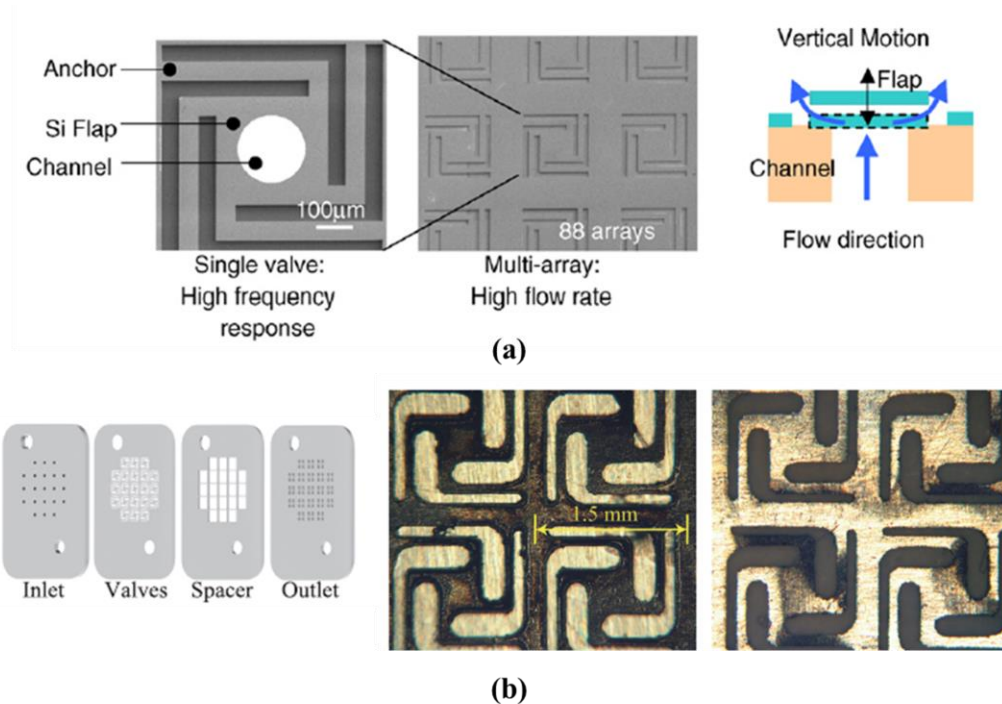 Anchor
Si Flap
Channel
100μm
88 arrays
Single valve:
High frequency
response
Multi-array:
High flow rate
Vertical Motion
Flap
Channel
Flow direction
(a)
Inlet
Valves
Spacer
Outlet
1.5 mm
(b)